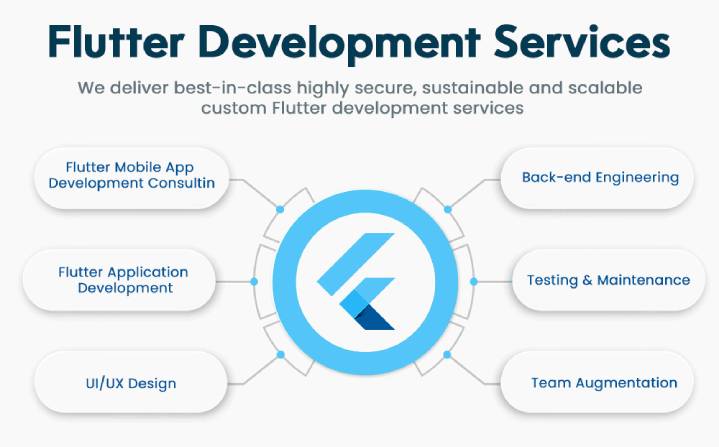 Flutter Development Services
We deliver best-in-class highly secure, sustainable and scalable
custom Flutter development services
Flutter Mobile App
Development Consultin
Back-end Engineering
Flutter Application
Development
Testing & Maintenance
UI/UX Design
Team Augmentation